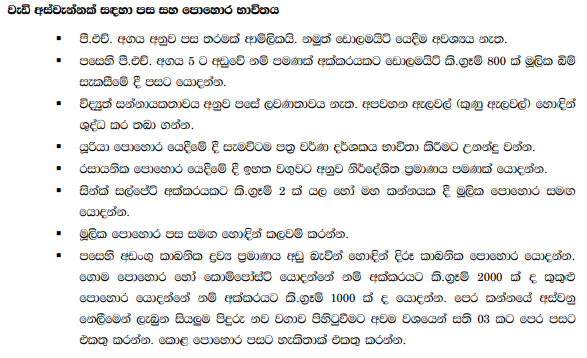 වැඩි අස්වැන්නක් සඳහා පස සහ පොහොර භාවිතය
▪ පී.එච්. අගය අනුව පස තරමක් ආම්ලිකයි. නමුත් ඩොලමයිට් යෙදීම අවශ්‍යය නැත.
▪ පසෙහි පී.එච්. අගය 5 ට අඩුවේ නම් පමණක් අක්කරයකට ඩොලමයිට් කි.ග්‍රෑම් 800 ක් මූලික බිම්
සැකසීමේ දී පසට යොදන්න.
▪ විද්‍යුත් සන්නායකතාවය අනුව පසේ ලවණතාවය නැත. අපවහන ඇලවල් (කුණු ඇලවල්) හොඳින්
ශුද්ධ කර තබා ගන්න.
▪ යූරියා පොහොර යෙදීමේ දී සැමවිටම පත්‍ර වර්ණ දර්ශකය භාවිතා කිරීමට උනන්දු වන්න.
▪ රසායනික පොහොර යෙදීමේ දී ඉහත වගුවට අනුව නිර්දේශිත ප්‍රමාණය පමණක් යොදන්න.
▪ සින්ක් සල්පේට් අක්කරයකට කි.ග්‍රෑම් 2 ක් යල හෝ මහ කන්නයක දී මූලික පොහොර සමඟ
යොදන්න.
▪ මූලික පොහොර පස සමඟ හොඳින් කලවම් කරන්න.
▪ පසෙහි අඩංගු කාබනික ද්‍රව්‍ය ප්‍රමාණය අඩු බැවින් හොඳින් දිරූ කාබනික පොහොර යොදන්න.
ගොම පොහොර හෝ කොම්පෝස්ට් යොදන්නේ නම් අක්කරයට කි.ග්‍රෑම් 2000 ක් ද කුකුළු
පොහොර යොදන්නේ නම් අක්කරයට කි.ග්‍රෑම් 1000 ක් ද යොදන්න. පෙර කන්නයේ අස්වනු
නෙලීමෙන් ලැබුන සියලුම පිදුරු නව වගාව පිහිටුවීමට අවම වශයෙන් සති 03 කට පෙර පසට
එකතු කරන්න. කොළ පොහොර පසට හැකිතාක් එකතු කරන්න.